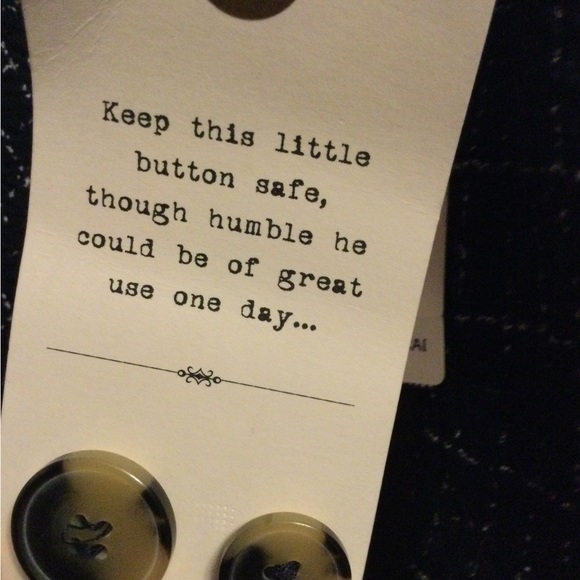 Keep this little
button safe,
though humble he
could be of great
use one day...